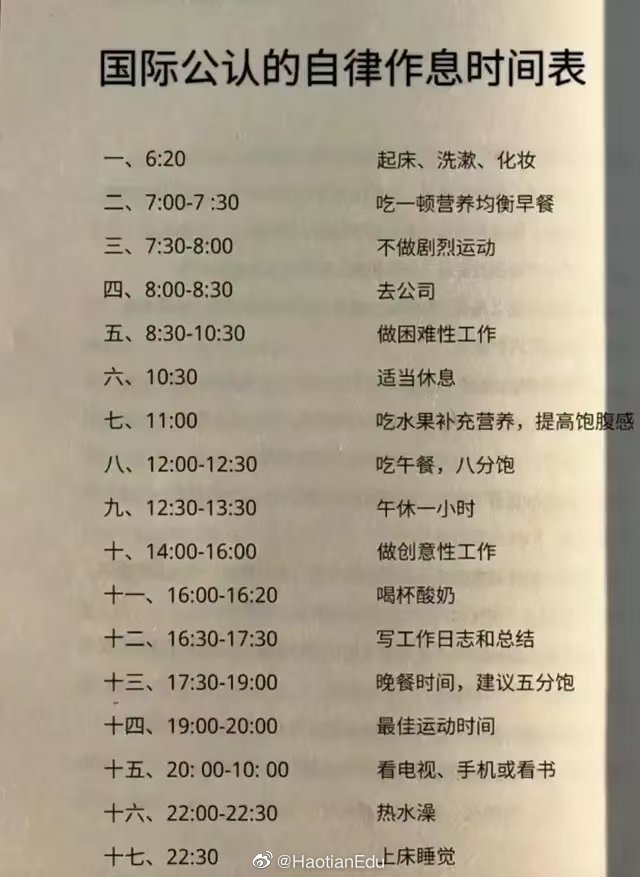 国际公认的自律作息时间表
一、6:20 起床、洗漱、化妆
二、7:00-7 :30 吃一顿营养均衡早餐
三、7:30-8:00 不做剧烈运动
四、8:00-8:30 去公司
五、8:30-10:30 做困难性工作
六、10:30 适当休息
七、11:00 吃水果补充营养，提高饱腹感
八、12:00-12:30 吃午餐，八分饱
九、12:30-13:30 午休一小时
十、14:00-16:00 做创意性工作
十一、16:00-16:20 喝杯酸奶
十二、16:30-17:30 写工作日志和总结
十三、17:30-19:00 晚餐时间，建议五分饱
十四、19:00-20:00 最佳运动时间
十五、20: 00-10: 00 看电视、手机或看书
十六、22:00-22:30 热水澡
十七、22:30 上床睡觉
@HaotianEdu